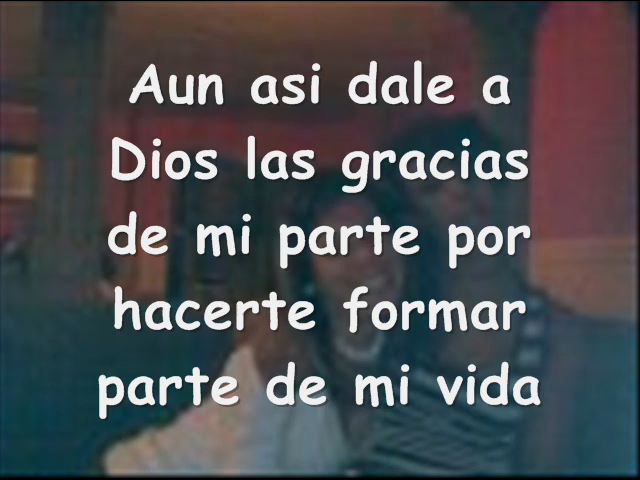 Aun asi dale a
Dios las gracias
de mi parte por
hacerte formar
parte de mi vida